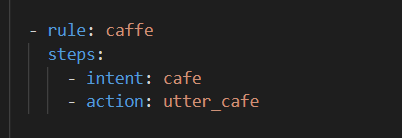 - rule: caffe
steps:
- intent: cafe
- action: utter_cafe